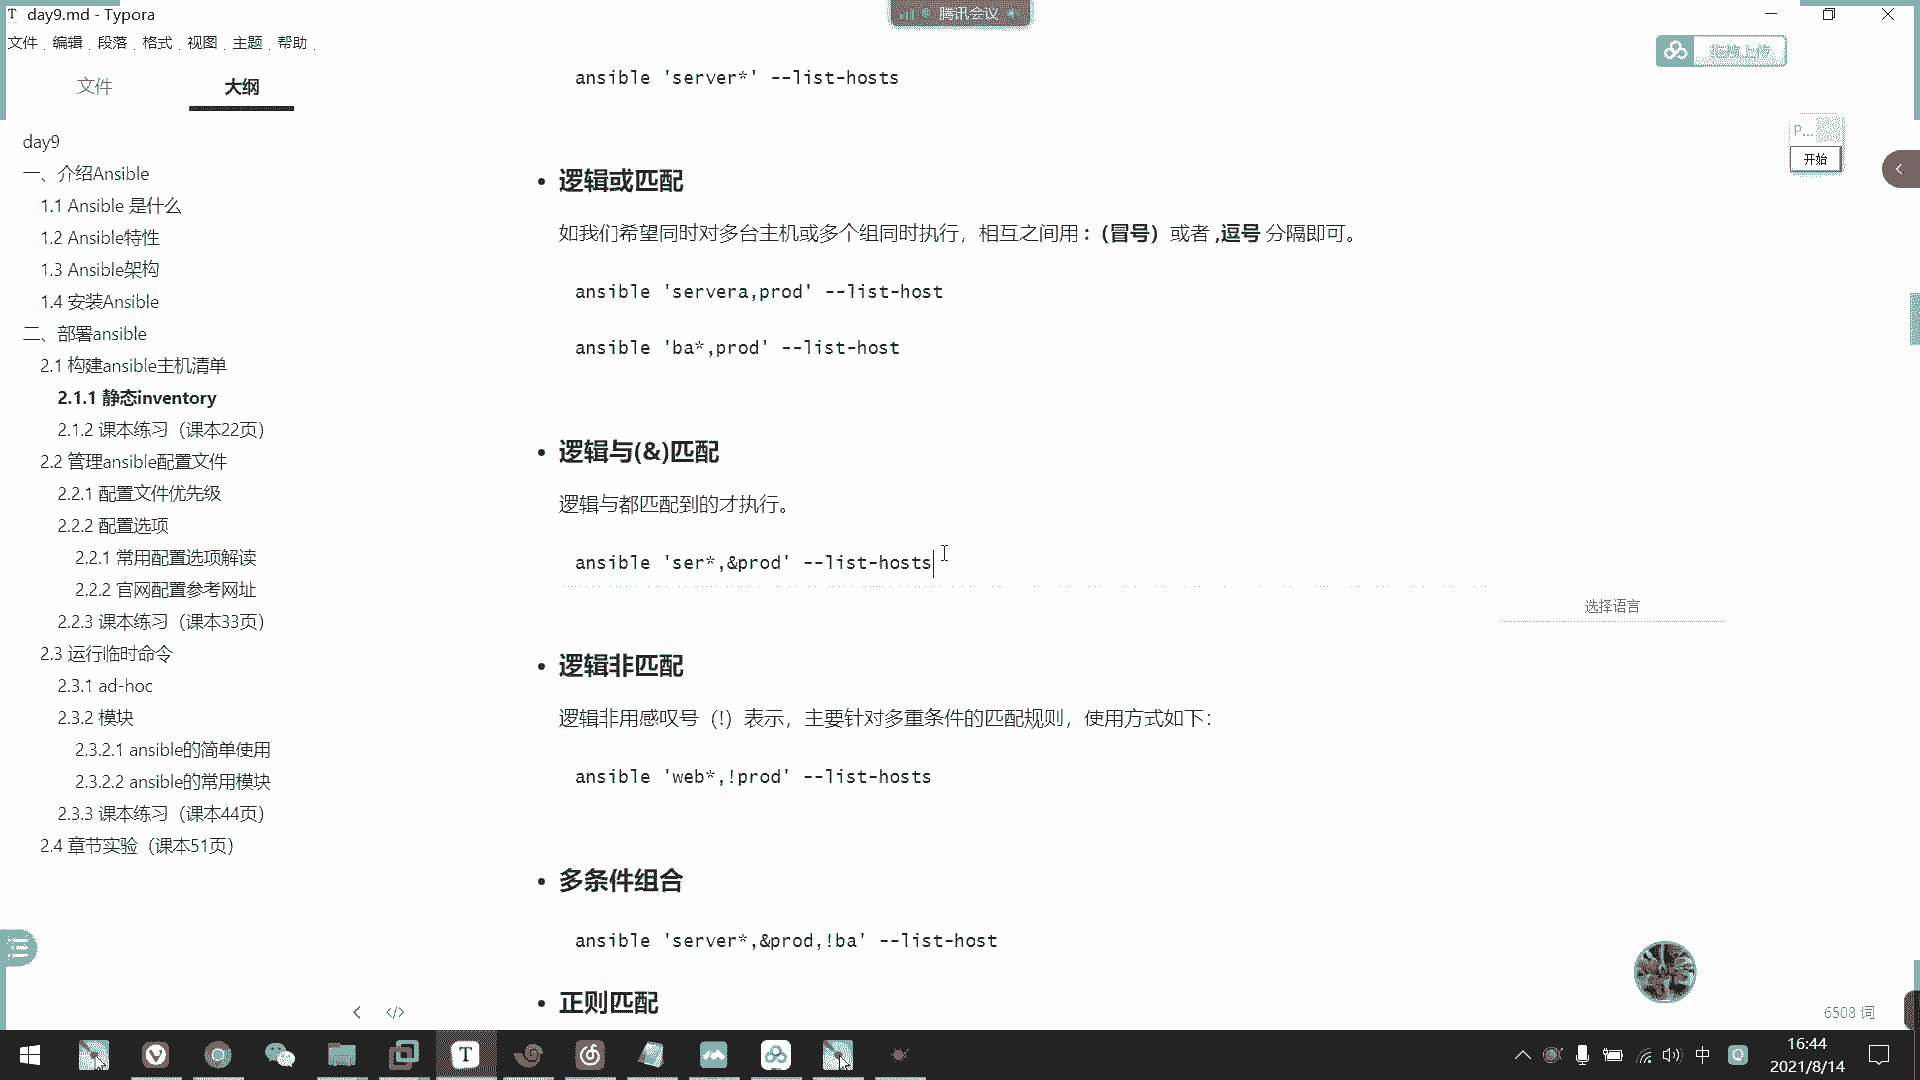 day9.md - Typora
腾讯会议
文件 编辑 段落 格式 视图 主题 帮助
拖拽上传
文件 大纲
P...
开始
day9
一、介绍Ansible
1.1 Ansible 是什么
1.2 Ansible特性
1.3 Ansible架构
1.4 安装Ansible
二、部署ansible
2.1 构建ansible主机清单
2.1.1 静态inventory
2.1.2 课本练习（课本22页）
2.2 管理ansible配置文件
2.2.1 配置文件优先级
2.2.2 配置选项
2.2.1 常用配置选项解读
2.2.2 官网配置参考网址
2.2.3 课本练习（课本33页）
2.3 运行临时命令
2.3.1 ad-hoc
2.3.2 模块
2.3.2.1 ansible的简单使用
2.3.2.2 ansible的常用模块
2.3.3 课本练习（课本44页）
2.4 章节实验（课本51页）
ansible 'server*' --list-hosts
• 逻辑或匹配
如我们希望同时对多台主机或多个组同时执行，相互之间用 :（冒号）或者 ,逗号 分隔即可。
ansible 'servera,prod' --list-host
ansible 'ba*,prod' --list-host
• 逻辑与(&)匹配
逻辑与都匹配到的才执行。
ansible 'ser*,&prod' --list-hosts
选择语言
• 逻辑非匹配
逻辑非用感叹号（!）表示，主要针对多重条件的匹配规则，使用方式如下：
ansible 'web*,!prod' --list-hosts
• 多条件组合
ansible 'server*,&prod,!ba' --list-host
• 正则匹配
6508 词
中
16:44
2021/8/14